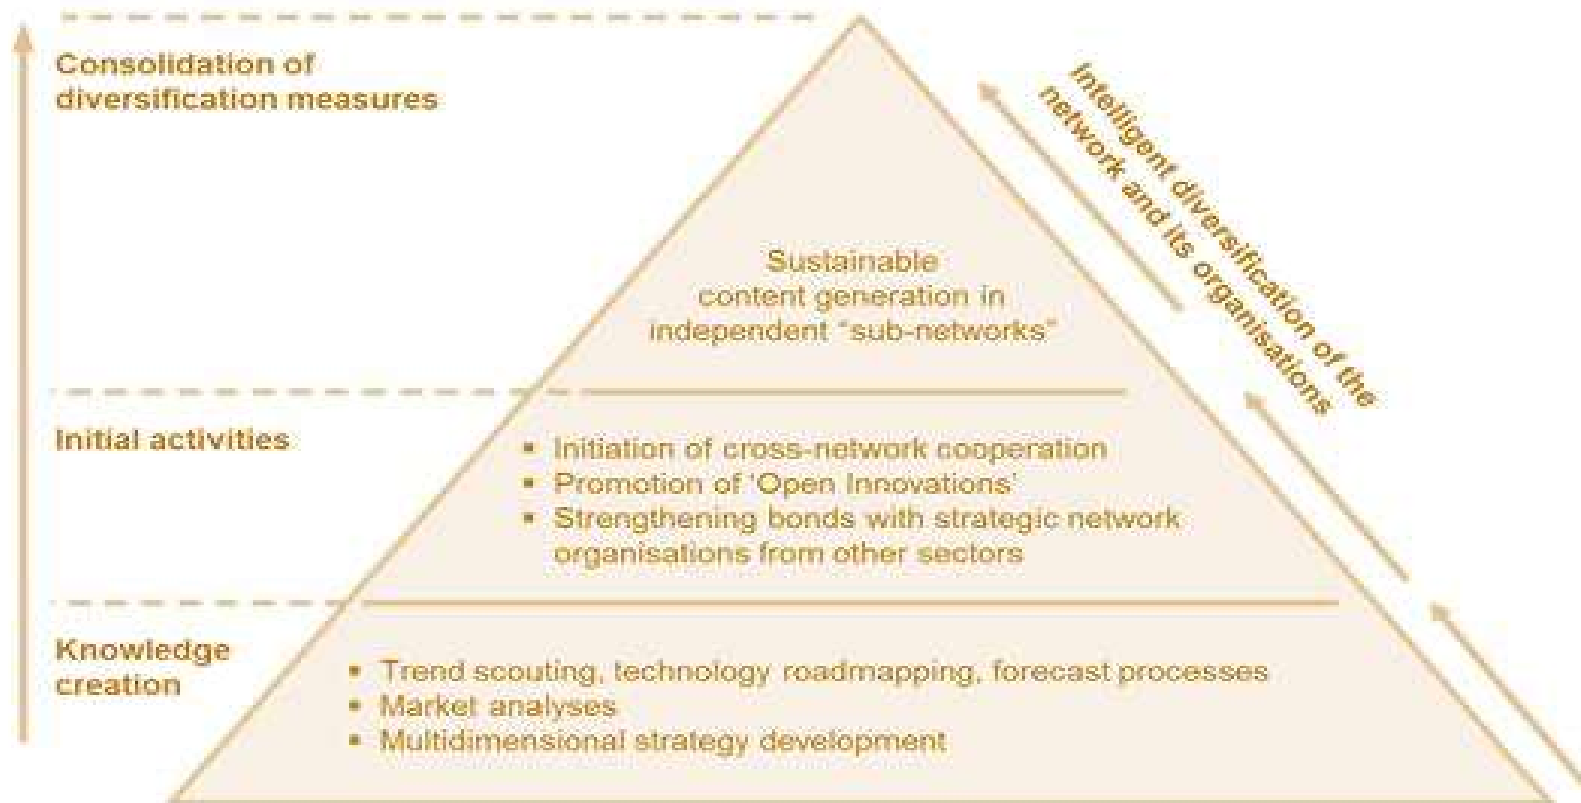 Consolidation of
diversification measures
Intelligent diversification of the
network and its organisations
Sustainable
content generation in
independent "sub-networks"
Initial activities
▪ Initiation of cross-network cooperation
▪ Promotion of 'Open Innovations'
▪ Strengthening bonds with strategic network
organisations from other sectors
Knowledge
creation
▪ Trend scouting, technology roadmapping, forecast processes
▪ Market analyses
▪ Multidimensional strategy development